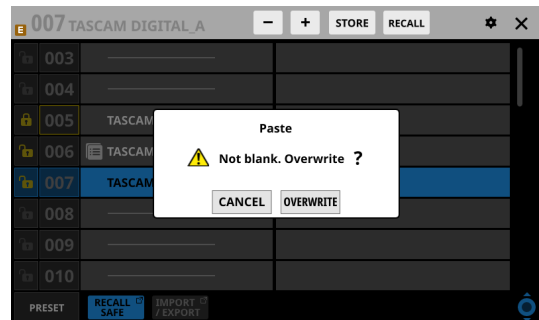 E 007 TASCAM DIGITAL_A − + STORE RECALL
003
004
005 TASCAM
006 TASCAM
007 TASCAM
Paste
Not blank. Overwrite ?
CANCEL OVERWRITE
008
009
010
PRESET RECALL SAFE IMPORT / EXPORT